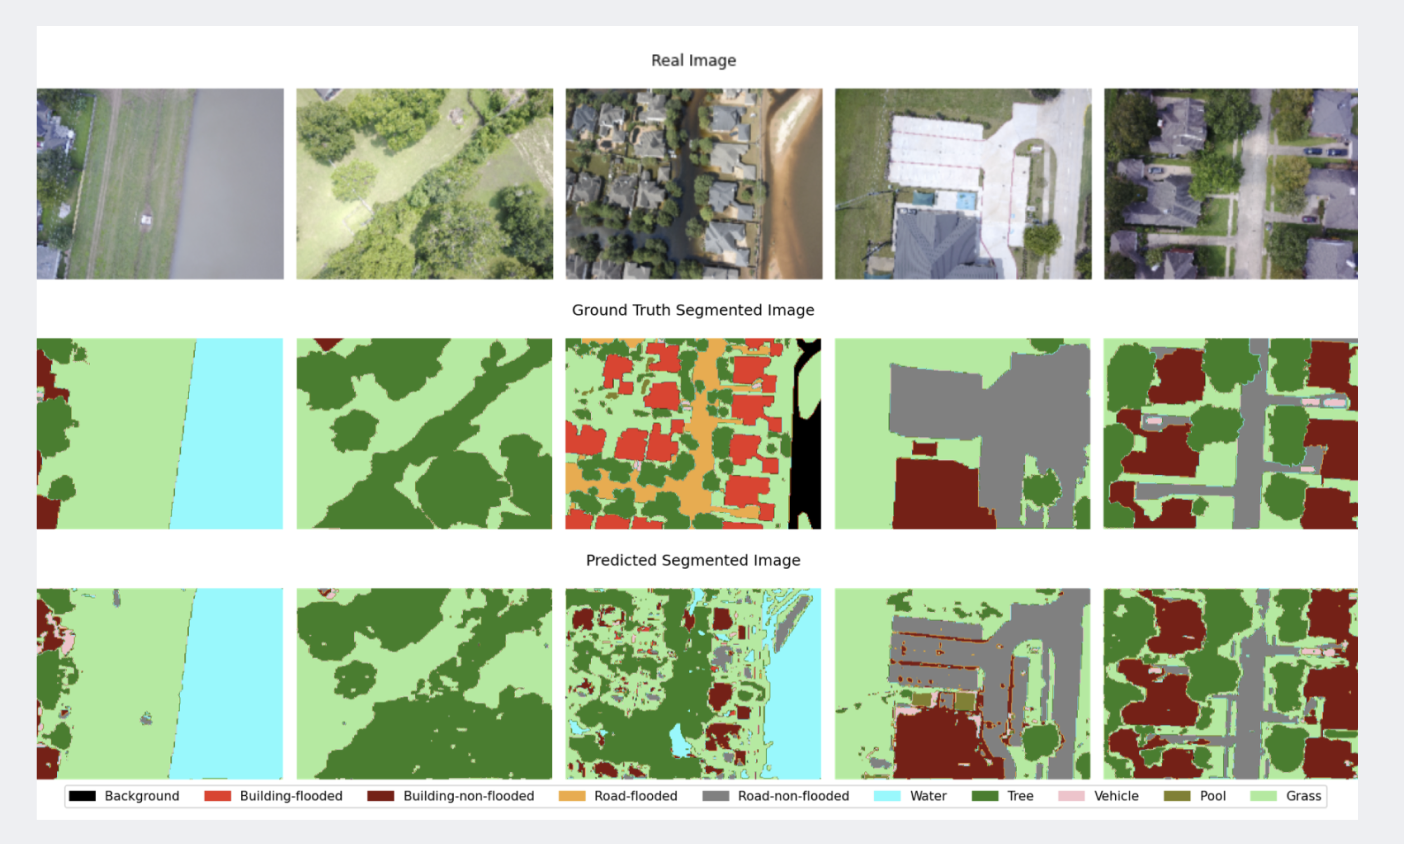 Real Image
Ground Truth Segmented Image
Predicted Segmented Image
Background Building-flooded Building-non-flooded Road-flooded Road-non-flooded Water Tree Vehicle Pool Grass